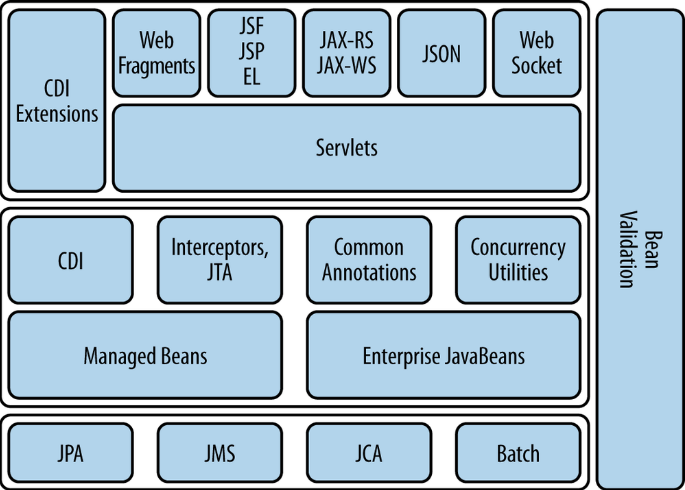 CDI
Extensions
Web
Fragments
JSF
JSP
EL
JAX-RS
JAX-WS
JSON
Web
Socket
Servlets
CDI
Interceptors,
JTA
Common
Annotations
Concurrency
Utilities
Managed Beans
Enterprise JavaBeans
JPA
JMS
JCA
Batch
Bean
Validation